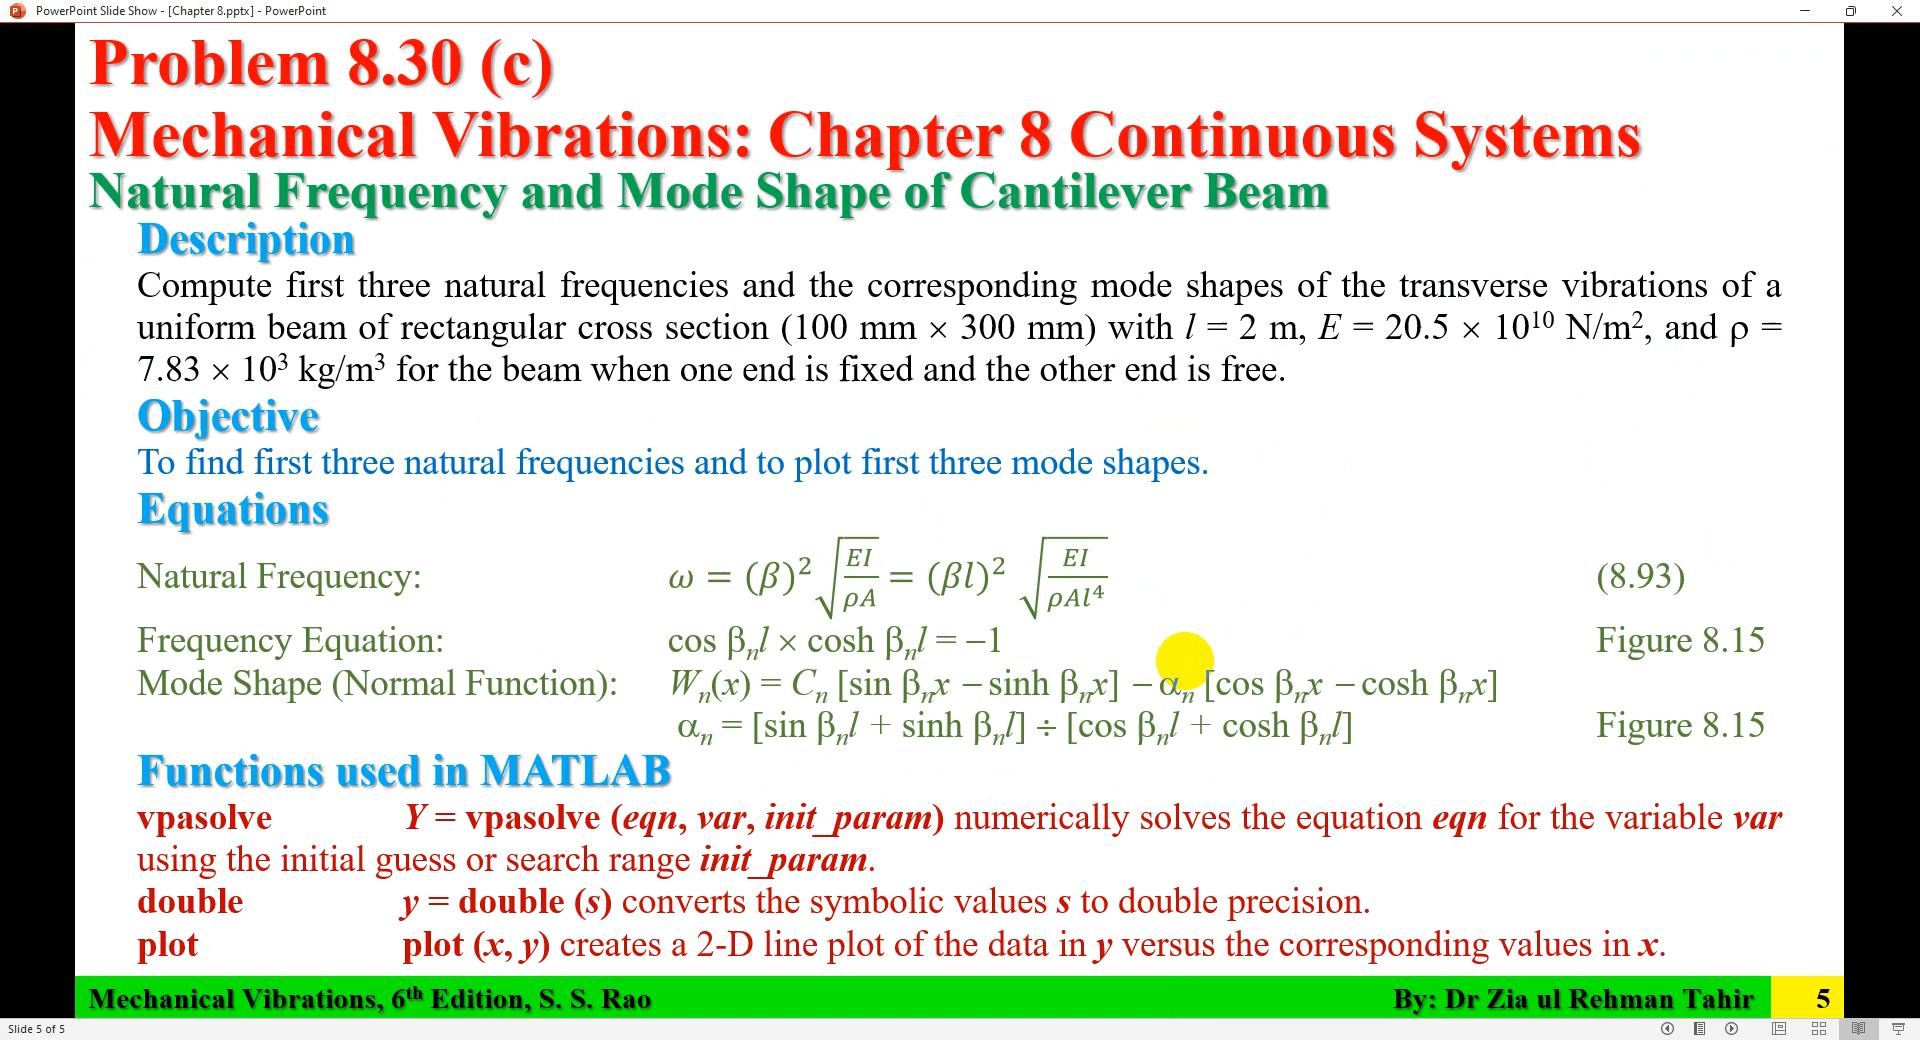 PowerPoint Slide Show - [Chapter 8.pptx] - PowerPoint
Problem 8.30 (c)
Mechanical Vibrations: Chapter 8 Continuous Systems
Natural Frequency and Mode Shape of Cantilever Beam
Description
Compute first three natural frequencies and the corresponding mode shapes of the transverse vibrations of a
uniform beam of rectangular cross section (100 mm × 300 mm) with l = 2 m, E = 20.5 × 10¹⁰ N/m², and ρ =
7.83 × 10³ kg/m³ for the beam when one end is fixed and the other end is free.
Objective
To find first three natural frequencies and to plot first three mode shapes.
Equations
Natural Frequency: ω = (β)² √(EI/ρA) = (βl)² √(EI/ρAl⁴) (8.93)
Frequency Equation: cos βₙl × cosh βₙl = −1 Figure 8.15
Mode Shape (Normal Function): Wₙ(x) = Cₙ [sin βₙx − sinh βₙx] − αₙ [cos βₙx − cosh βₙx]
αₙ = [sin βₙl + sinh βₙl] ÷ [cos βₙl + cosh βₙl] Figure 8.15
Functions used in MATLAB
vpasolve Y = vpasolve (eqn, var, init_param) numerically solves the equation eqn for the variable var
using the initial guess or search range init_param.
double y = double (s) converts the symbolic values s to double precision.
plot plot (x, y) creates a 2-D line plot of the data in y versus the corresponding values in x.
Mechanical Vibrations, 6th Edition, S. S. Rao By: Dr Zia ul Rehman Tahir 5
Slide 5 of 5